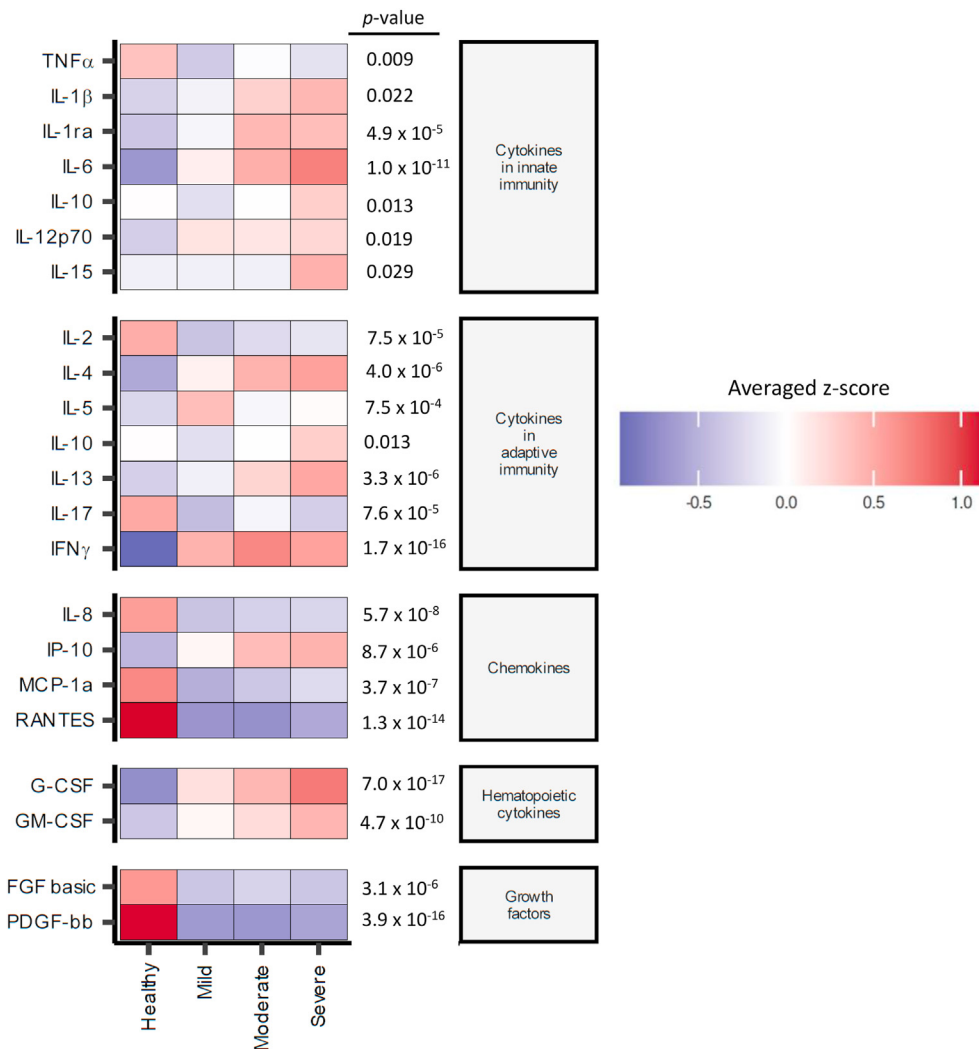 p-value
TNFα 0.009
IL-1β 0.022
IL-1ra 4.9 x 10⁻⁵
IL-6 1.0 x 10⁻¹¹
IL-10 0.013
IL-12p70 0.019
IL-15 0.029
Cytokines
in innate
immunity
IL-2 7.5 x 10⁻⁵
IL-4 4.0 x 10⁻⁶
IL-5 7.5 x 10⁻⁴
IL-10 0.013
IL-13 3.3 x 10⁻⁶
IL-17 7.6 x 10⁻⁵
IFNγ 1.7 x 10⁻¹⁶
Cytokines
in
adaptive
immunity
Averaged z-score
-0.5 0.0 0.5 1.0
IL-8 5.7 x 10⁻⁸
IP-10 8.7 x 10⁻⁶
MCP-1a 3.7 x 10⁻⁷
RANTES 1.3 x 10⁻¹⁴
Chemokines
G-CSF 7.0 x 10⁻¹⁷
GM-CSF 4.7 x 10⁻¹⁰
Hematopoietic
cytokines
FGF basic 3.1 x 10⁻⁶
PDGF-bb 3.9 x 10⁻¹⁶
Growth
factors
Healthy
Mild
Moderate
Severe